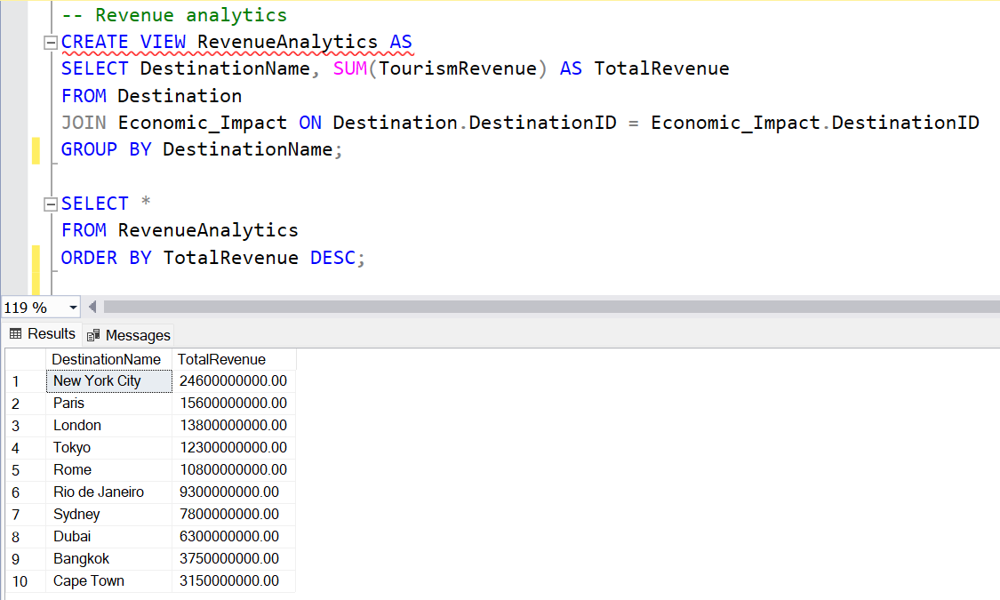 -- Revenue analytics
CREATE VIEW RevenueAnalytics AS
SELECT DestinationName, SUM(TourismRevenue) AS TotalRevenue
FROM Destination
JOIN Economic_Impact ON Destination.DestinationID = Economic_Impact.DestinationID
GROUP BY DestinationName;
SELECT *
FROM RevenueAnalytics
ORDER BY TotalRevenue DESC;
119 %
Results Messages
DestinationName TotalRevenue
1 New York City 24600000000.00
2 Paris 15600000000.00
3 London 13800000000.00
4 Tokyo 12300000000.00
5 Rome 10800000000.00
6 Rio de Janeiro 9300000000.00
7 Sydney 7800000000.00
8 Dubai 6300000000.00
9 Bangkok 3750000000.00
10 Cape Town 3150000000.00